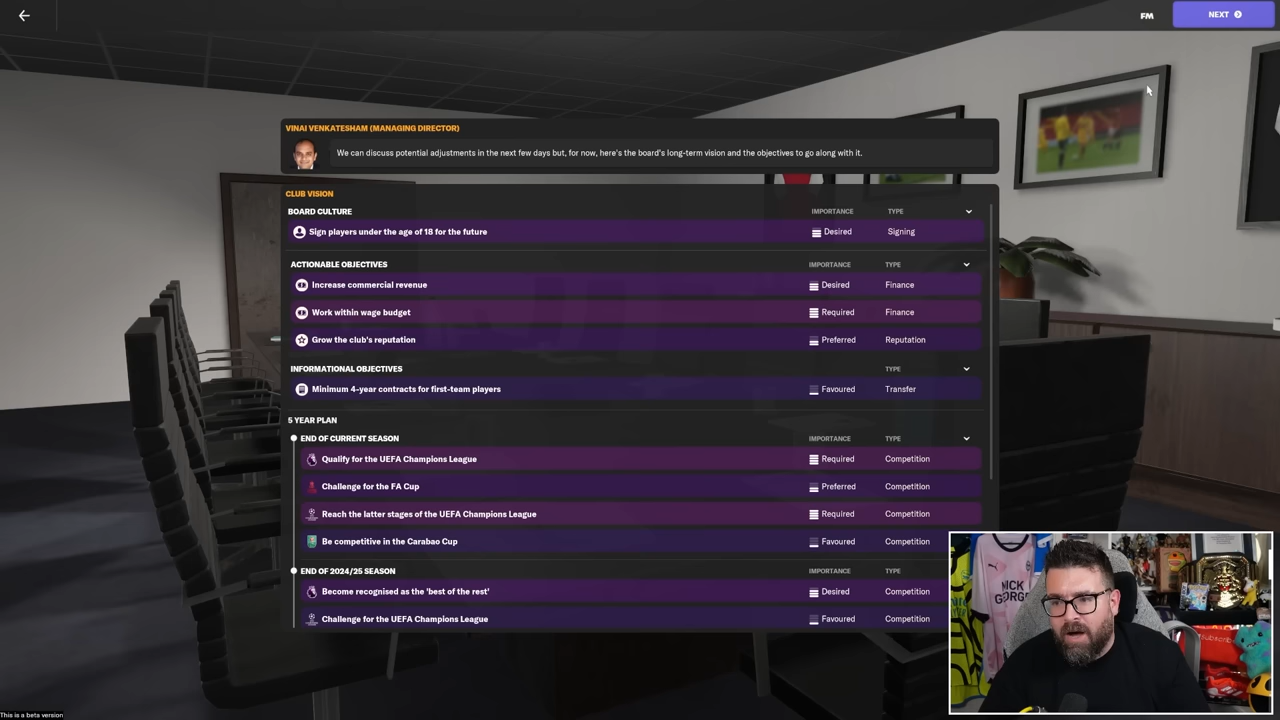 FM
NEXT
VINAI VENKATESHAM (MANAGING DIRECTOR)
We can discuss potential adjustments in the next few days but, for now, here's the board's long-term vision and the objectives to go along with it.
CLUB VISION
BOARD CULTURE IMPORTANCE TYPE
Sign players under the age of 18 for the future Desired Signing
ACTIONABLE OBJECTIVES IMPORTANCE TYPE
Increase commercial revenue Desired Finance
Work within wage budget Required Finance
Grow the club's reputation Preferred Reputation
INFORMATIONAL OBJECTIVES TYPE
Minimum 4-year contracts for first-team players Favoured Transfer
5 YEAR PLAN
END OF CURRENT SEASON IMPORTANCE TYPE
Qualify for the UEFA Champions League Required Competition
Challenge for the FA Cup Preferred Competition
Reach the latter stages of the UEFA Champions League Required Competition
Be competitive in the Carabao Cup Favoured Competition
END OF 2024/25 SEASON IMPORTANCE TYPE
Become recognised as the 'best of the rest' Desired Competition
Challenge for the UEFA Champions League Favoured Competition
This is a beta version